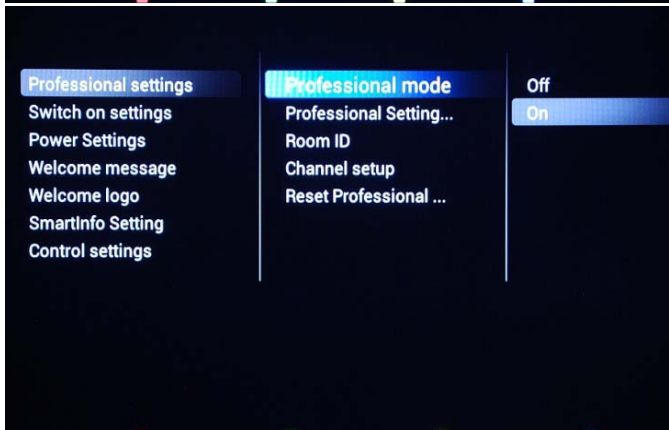 Professional settings
Switch on settings
Power Settings
Welcome message
Welcome logo
SmartInfo Setting
Control settings
Professional mode
Professional Setting...
Room ID
Channel setup
Reset Professional ...
Off
On